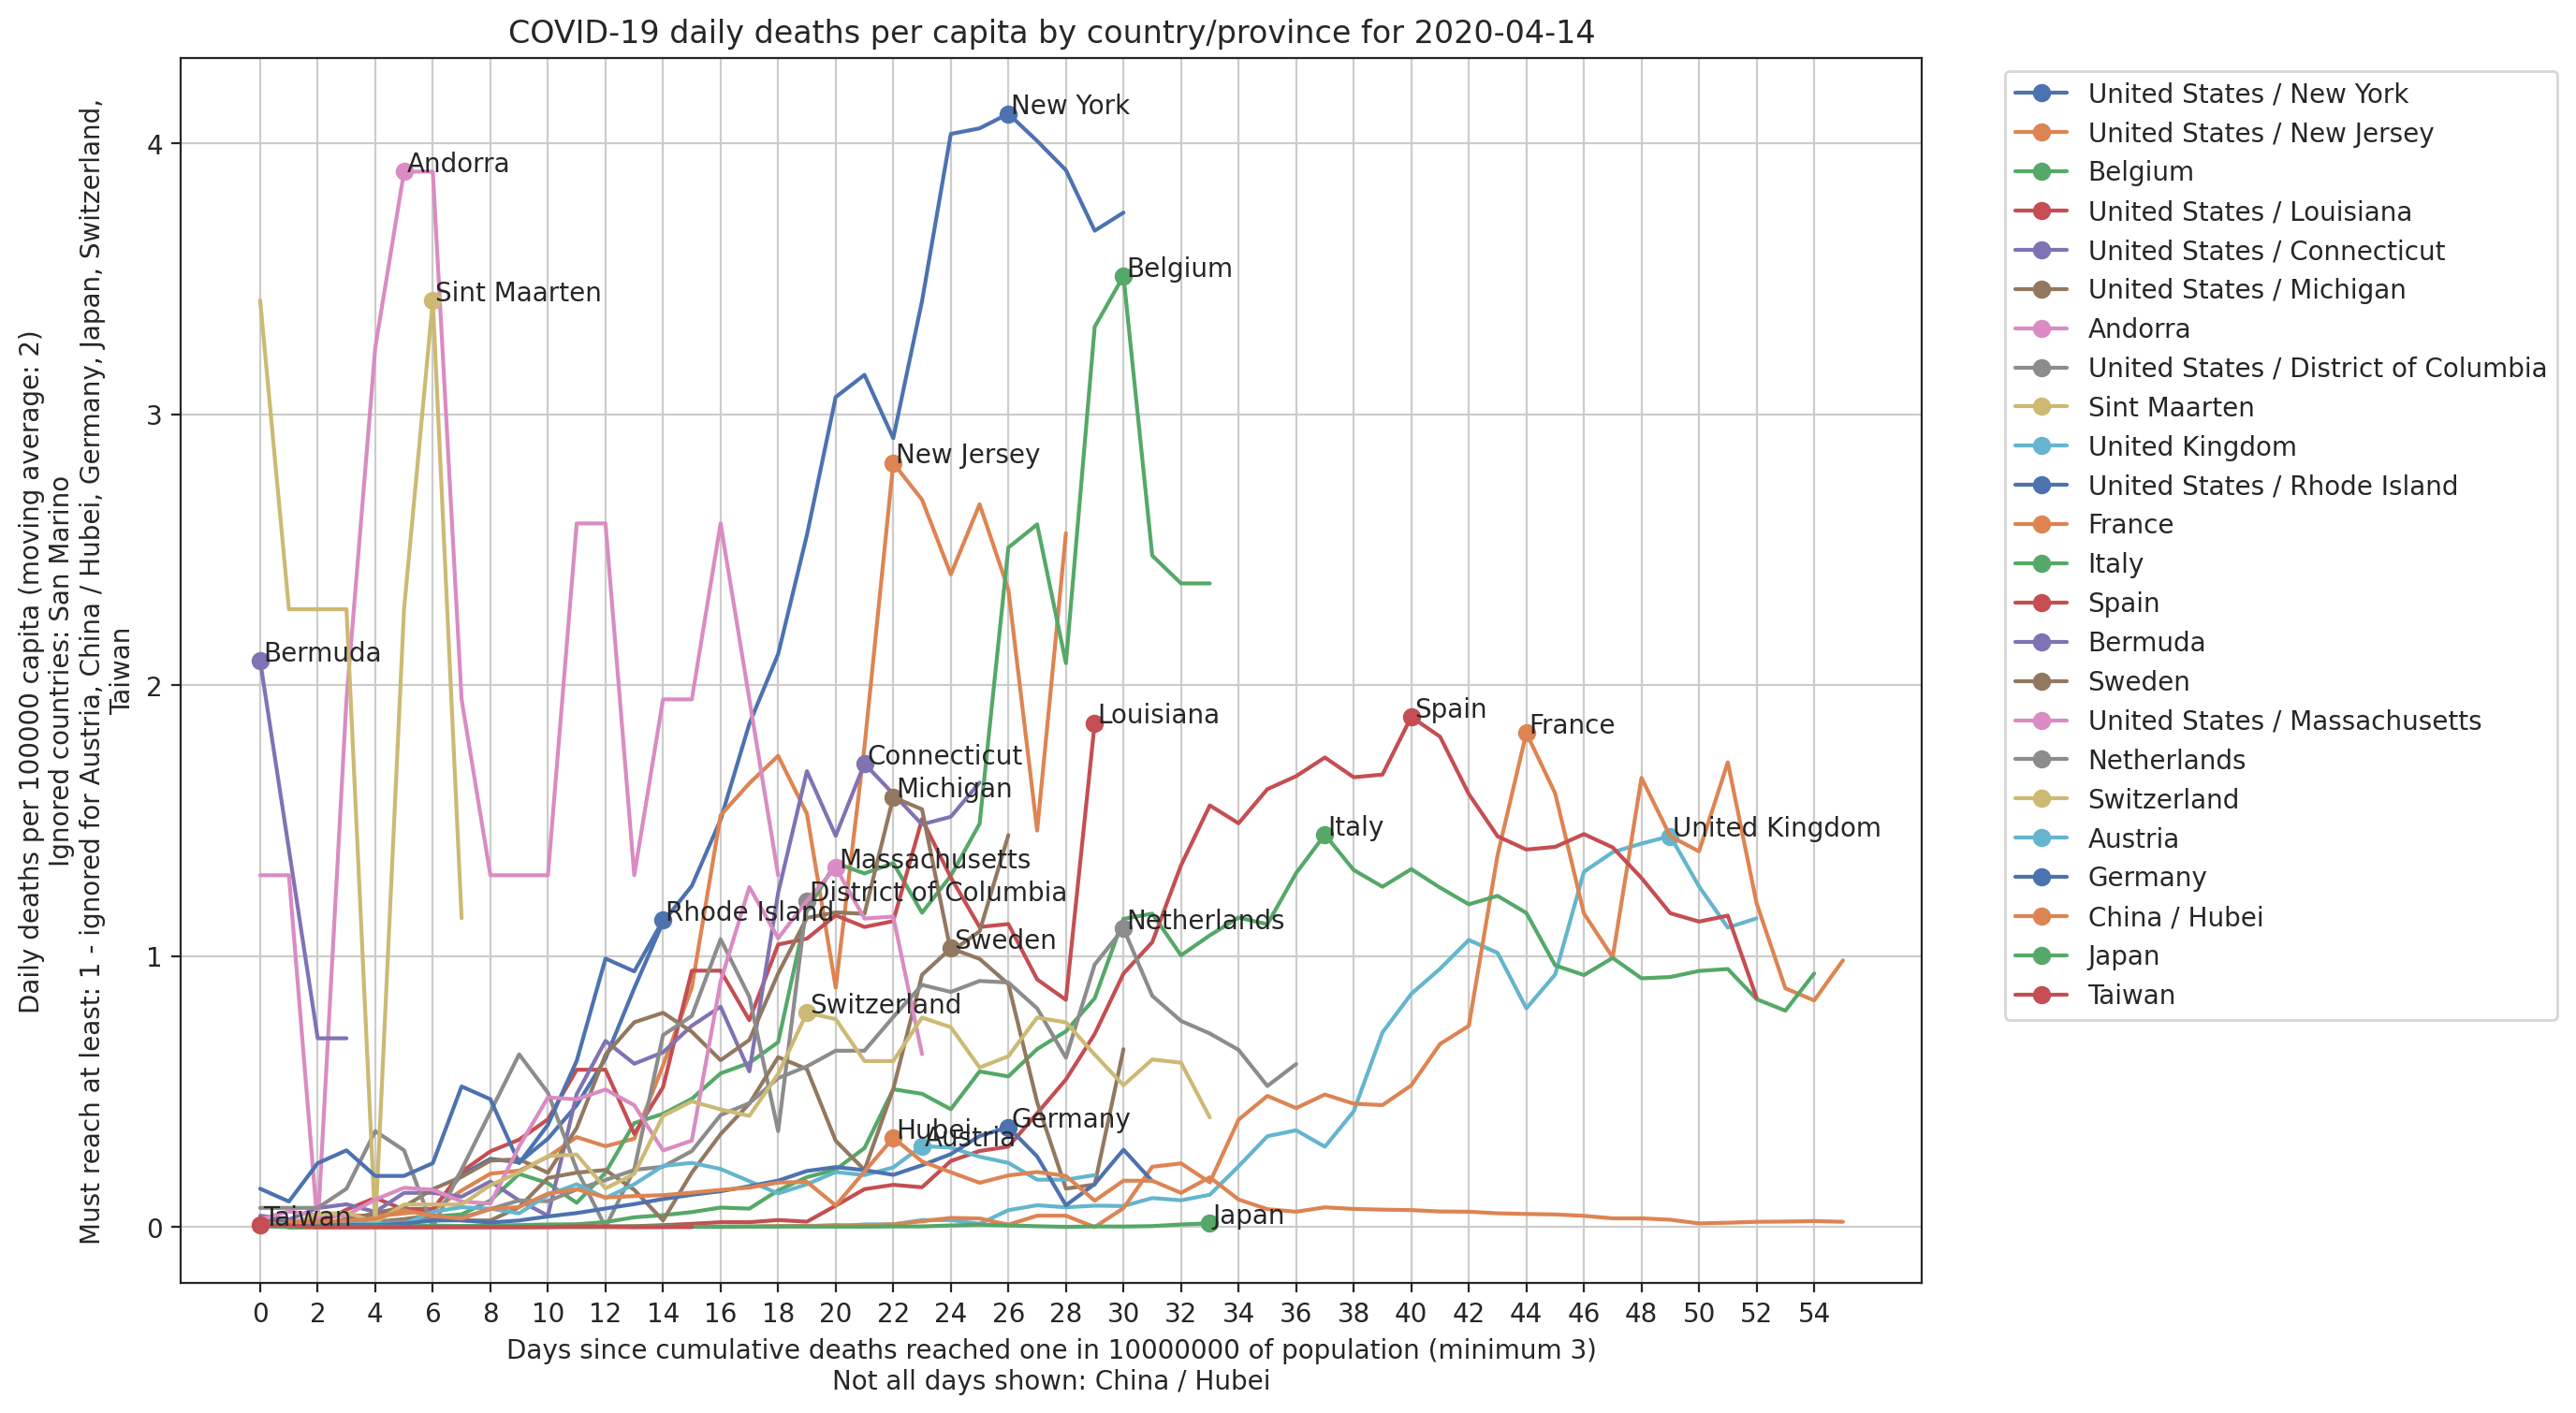 COVID-19 daily deaths per capita by country/province for 2020-04-14
Daily deaths per 100000 capita (moving average: 2)
Ignored countries: San Marino
Must reach at least: 1 - ignored for Austria, China / Hubei, Germany, Japan, Switzerland,
Taiwan
4
3
2
1
0
New York
Andorra
Sint Maarten
Belgium
New Jersey
Bermuda
Louisiana
Spain
France
Connecticut
Michigan
Italy
United Kingdom
Massachusetts
District of Columbia
Rhode Island
Netherlands
Sweden
Switzerland
Hubei
Austria
Germany
Taiwan
Japan
0 2 4 6 8 10 12 14 16 18 20 22 24 26 28 30 32 34 36 38 40 42 44 46 48 50 52 54
Days since cumulative deaths reached one in 10000000 of population (minimum 3)
Not all days shown: China / Hubei
United States / New York
United States / New Jersey
Belgium
United States / Louisiana
United States / Connecticut
United States / Michigan
Andorra
United States / District of Columbia
Sint Maarten
United Kingdom
United States / Rhode Island
France
Italy
Spain
Bermuda
Sweden
United States / Massachusetts
Netherlands
Switzerland
Austria
Germany
China / Hubei
Japan
Taiwan